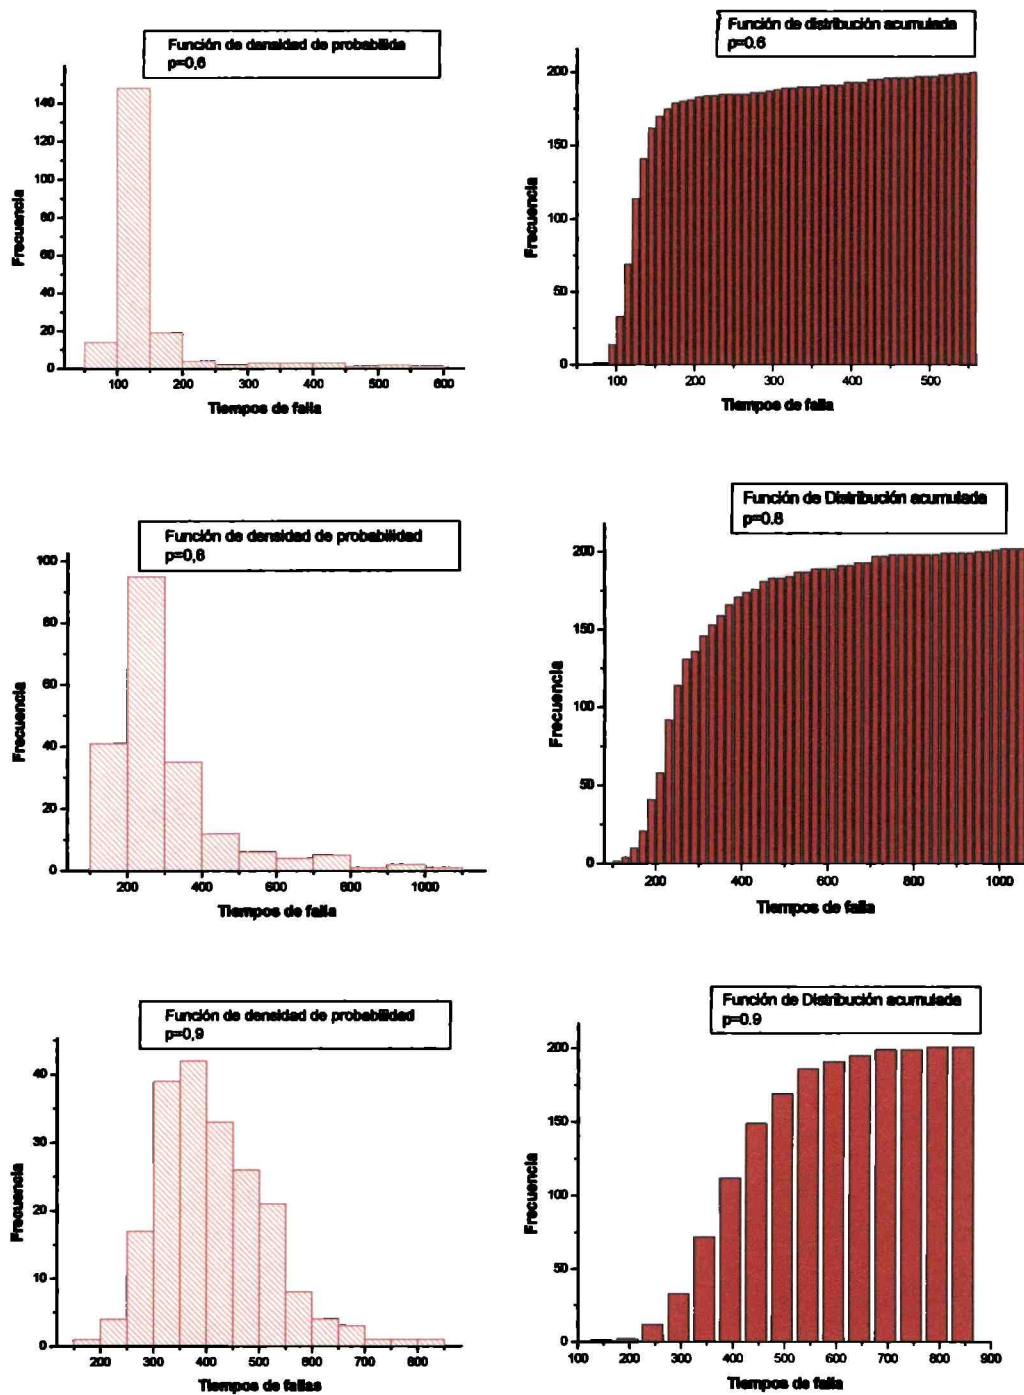 Función de densidad de probabilida
p=0,6
140
120
100
80
60
40
20
0
Frecuencia
100
200
300
400
500
600
Tiempos de falla
Función de distribución acumulada
p=0.6
200
150
100
50
0
Frecuencia
100
200
300
400
500
Tiempos de falla
Función de densidad de probabilidad
p=0,8
100
80
60
40
20
0
Frecuencia
200
400
600
800
1000
Tiempos de falla
Función de Distribución acumulada
p=0.8
200
150
100
50
0
Frecuencia
200
400
600
800
1000
Tiempos de falla
Función de densidad de probabilidad
p=0,9
40
30
20
10
0
Frecuencia
200
300
400
500
600
700
800
Tiempos de fallas
Función de Distribución acumulada
p=0.9
200
150
100
50
0
Frecuencia
100
200
300
400
500
600
700
800
900
Tiempos de falla